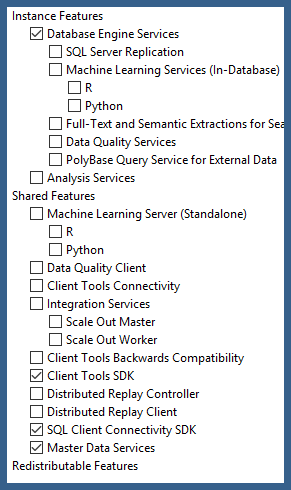 Instance Features
Database Engine Services
SQL Server Replication
Machine Learning Services (In-Database)
R
Python
Full-Text and Semantic Extractions for Sea
Data Quality Services
PolyBase Query Service for External Data
Analysis Services
Shared Features
Machine Learning Server (Standalone)
R
Python
Data Quality Client
Client Tools Connectivity
Integration Services
Scale Out Master
Scale Out Worker
Client Tools Backwards Compatibility
Client Tools SDK
Distributed Replay Controller
Distributed Replay Client
SQL Client Connectivity SDK
Master Data Services
Redistributable Features